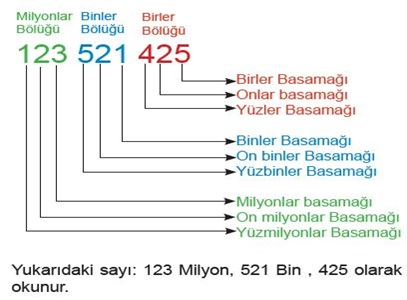 Milyonlar Bölüğü Binler Bölüğü Birler Bölüğü
123 521 425
Birler Basamağı
Onlar basamağı
Yüzler Basamağı
Binler Basamağı
On binler Basamağı
Yüzbinler Basamağı
Milyonlar basamağı
On milyonlar Basamağı
Yüzmilyonlar Basamağı
Yukarıdaki sayı: 123 Milyon, 521 Bin , 425 olarak
okunur.